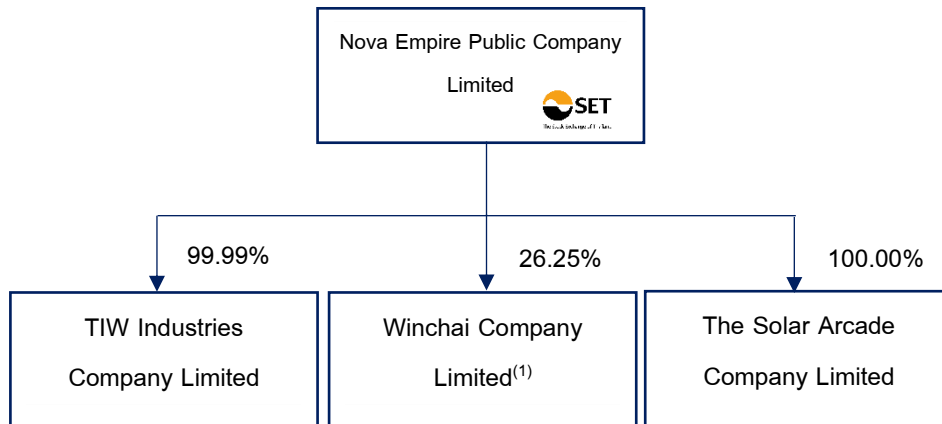 Nova Empire Public Company
Limited
SET
99.99%
26.25%
100.00%
TIW Industries
Company Limited
Winchai Company
Limited(1)
The Solar Arcade
Company Limited